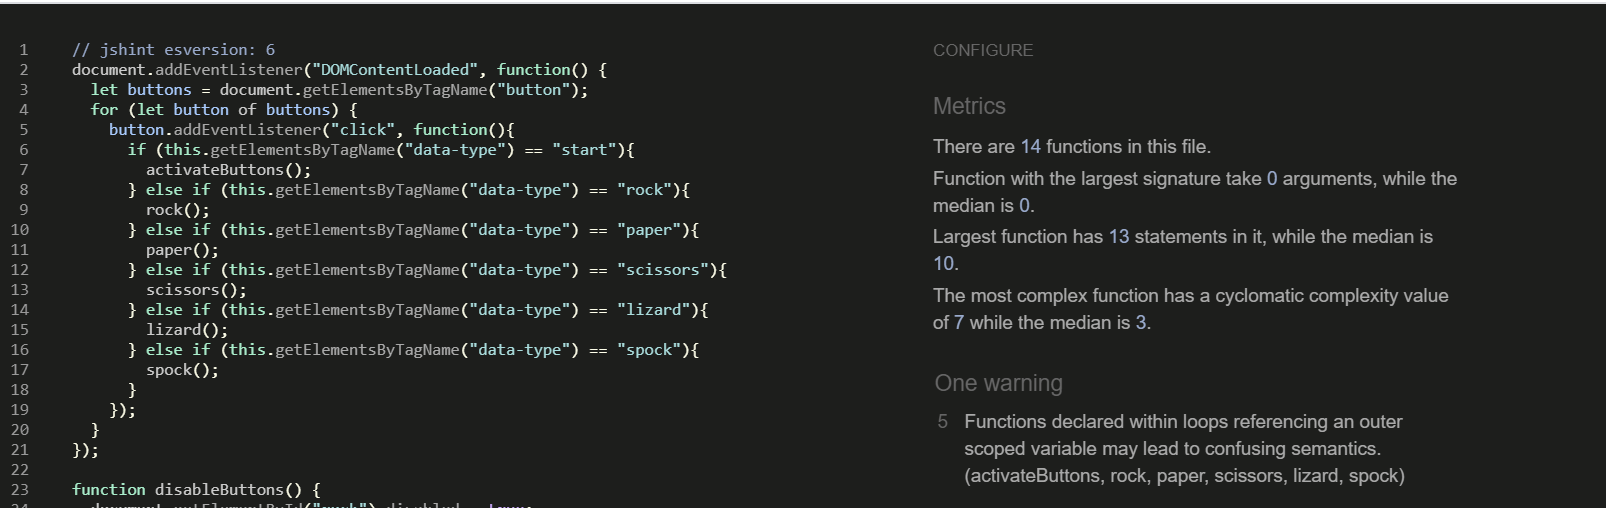 1 // jshint esversion: 6
2 document.addEventListener("DOMContentLoaded", function() {
3 let buttons = document.getElementsByTagName("button");
4 for (let button of buttons) {
5 button.addEventListener("click", function(){
6 if (this.getElementsByTagName("data-type") == "start"){
7 activateButtons();
8 } else if (this.getElementsByTagName("data-type") == "rock"){
9 rock();
10 } else if (this.getElementsByTagName("data-type") == "paper"){
11 paper();
12 } else if (this.getElementsByTagName("data-type") == "scissors"){
13 scissors();
14 } else if (this.getElementsByTagName("data-type") == "lizard"){
15 lizard();
16 } else if (this.getElementsByTagName("data-type") == "spock"){
17 spock();
18 }
19 });
20 }
21 });
22
23 function disableButtons() {
CONFIGURE
Metrics
There are 14 functions in this file.
Function with the largest signature take 0 arguments, while the
median is 0.
Largest function has 13 statements in it, while the median is
10.
The most complex function has a cyclomatic complexity value
of 7 while the median is 3.
One warning
5 Functions declared within loops referencing an outer
scoped variable may lead to confusing semantics.
(activateButtons, rock, paper, scissors, lizard, spock)